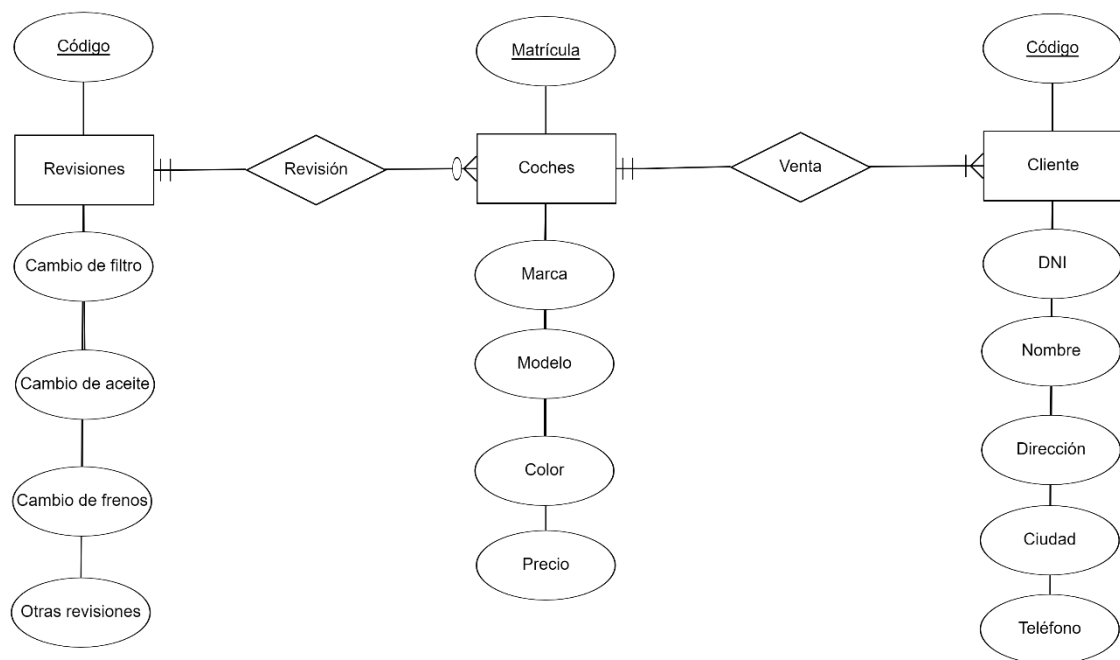 Código
Matrícula
Código
Revisiones
Revisión
Coches
Venta
Cliente
Cambio de filtro
Marca
DNI
Cambio de aceite
Modelo
Nombre
Cambio de frenos
Color
Dirección
Otras revisiones
Precio
Ciudad
Teléfono